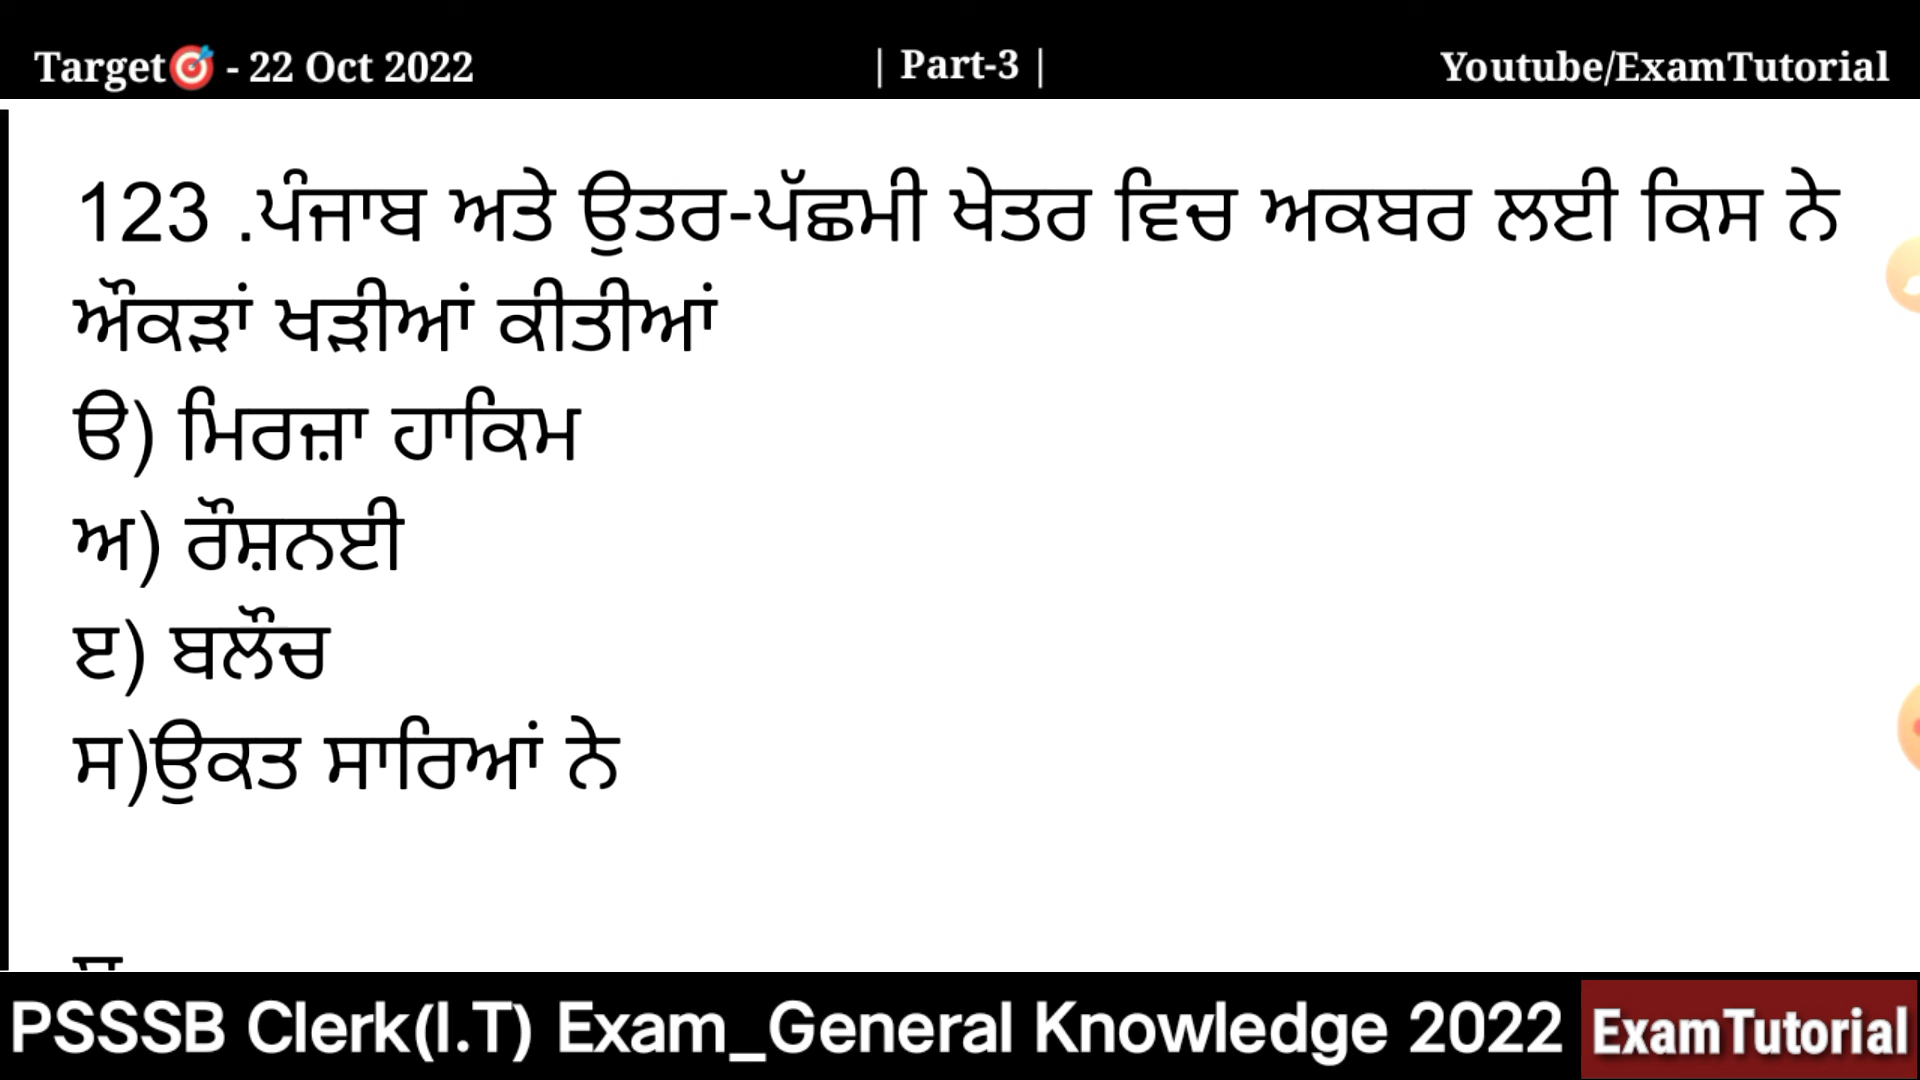 Target🎯 - 22 Oct 2022 | Part-3 | Youtube/ExamTutorial
123 .ਪੰਜਾਬ ਅਤੇ ਉਤਰ-ਪੱਛਮੀ ਖੇਤਰ ਵਿਚ ਅਕਬਰ ਲਈ ਕਿਸ ਨੇ
ਔਕੜਾਂ ਖੜੀਆਂ ਕੀਤੀਆਂ
ੳ) ਮਿਰਜ਼ਾ ਹਾਕਿਮ
ਅ) ਰੌਸ਼ਨਈ
ੲ) ਬਲੌਚ
ਸ)ਉਕਤ ਸਾਰਿਆਂ ਨੇ
PSSSB Clerk(I.T) Exam_General Knowledge 2022 ExamTutorial